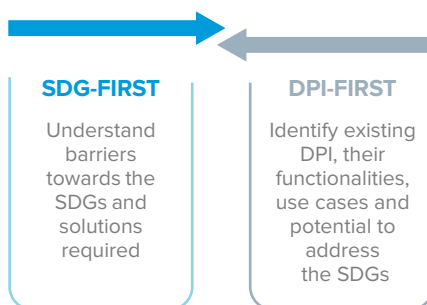 SDG-FIRST
Understand
barriers
towards the
SDGs and
solutions
required
DPI-FIRST
Identify existing
DPI, their
functionalities,
use cases and
potential to
address
the SDGs